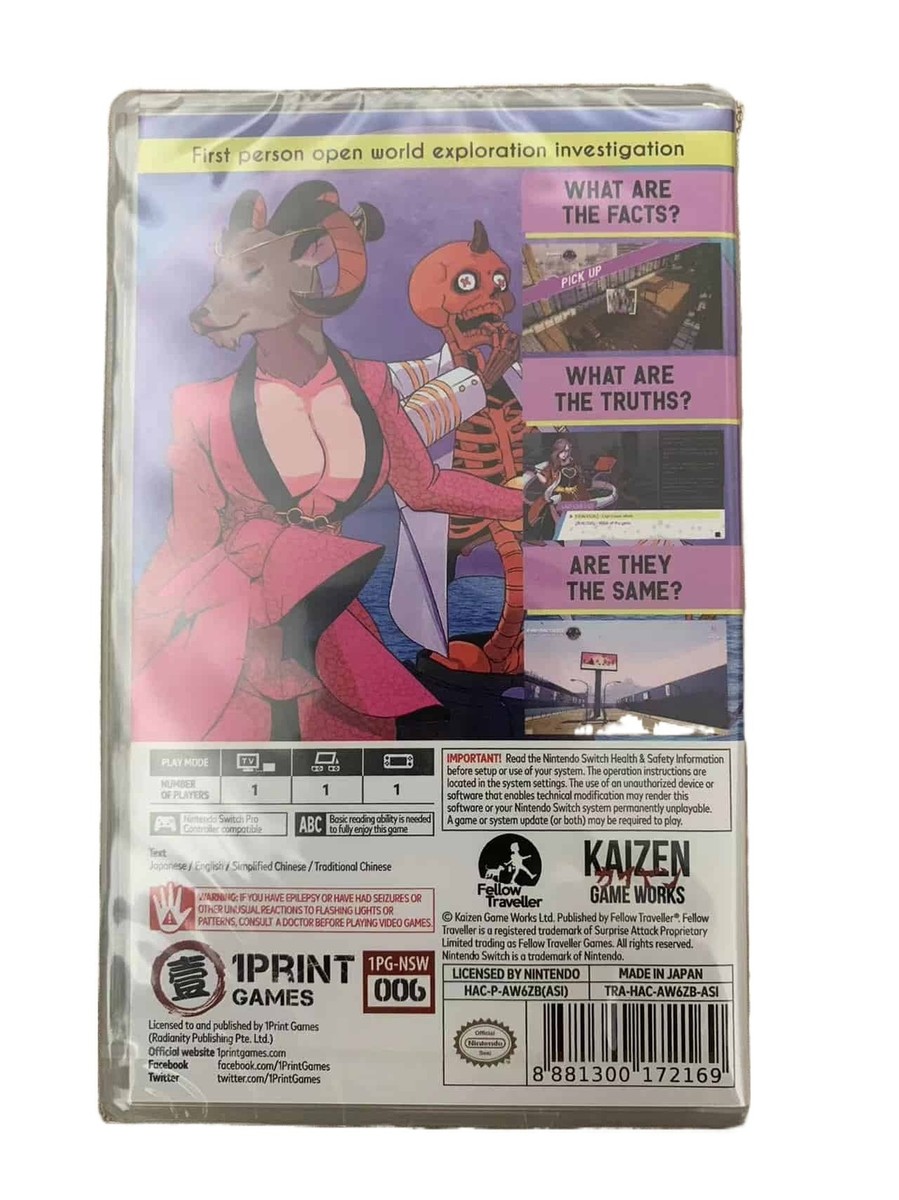 First person open world exploration investigation
WHAT ARE
THE FACTS?
PICK UP
WHAT ARE
THE TRUTHS?
ARE THEY
THE SAME?
PLAY MODE
TV
NUMBER
OF PLAYERS
1
1
1
Nintendo Switch Pro
Controller compatible
ABC
Basic reading ability is needed
to fully enjoy this game
Text
Japanese / English / Simplified Chinese / Traditional Chinese
WARNING: IF YOU HAVE EPILEPSY OR HAVE HAD SEIZURES OR
OTHER UNUSUAL REACTIONS TO FLASHING LIGHTS OR
PATTERNS, CONSULT A DOCTOR BEFORE PLAYING VIDEO GAMES.
IMPORTANT! Read the Nintendo Switch Health & Safety Information
before setup or use of your system. The operation instructions are
located in the system settings. The use of an unauthorized device or
software that enables technical modification may render this
software or your Nintendo Switch system permanently unplayable.
A game or system update (or both) may be required to play.
Fellow
Traveller
KAIZEN
GAME WORKS
© Kaizen Game Works Ltd. Published by Fellow Traveller®. Fellow
Traveller is a registered trademark of Surprise Attack Proprietary
Limited trading as Fellow Traveller Games. All rights reserved.
Nintendo Switch is a trademark of Nintendo.
壹
1PRINT
GAMES
1PG-NSW
006
Licensed to and published by 1Print Games
(Radianity Publishing Pte. Ltd.)
Official website 1printgames.com
Facebook facebook.com/1PrintGames
Twitter twitter.com/1PrintGames
LICENSED BY NINTENDO
MADE IN JAPAN
HAC-P-AW6ZB(ASI)
TRA-HAC-AW6ZB-ASI
Official
Nintendo
Seal
8 881300 172169